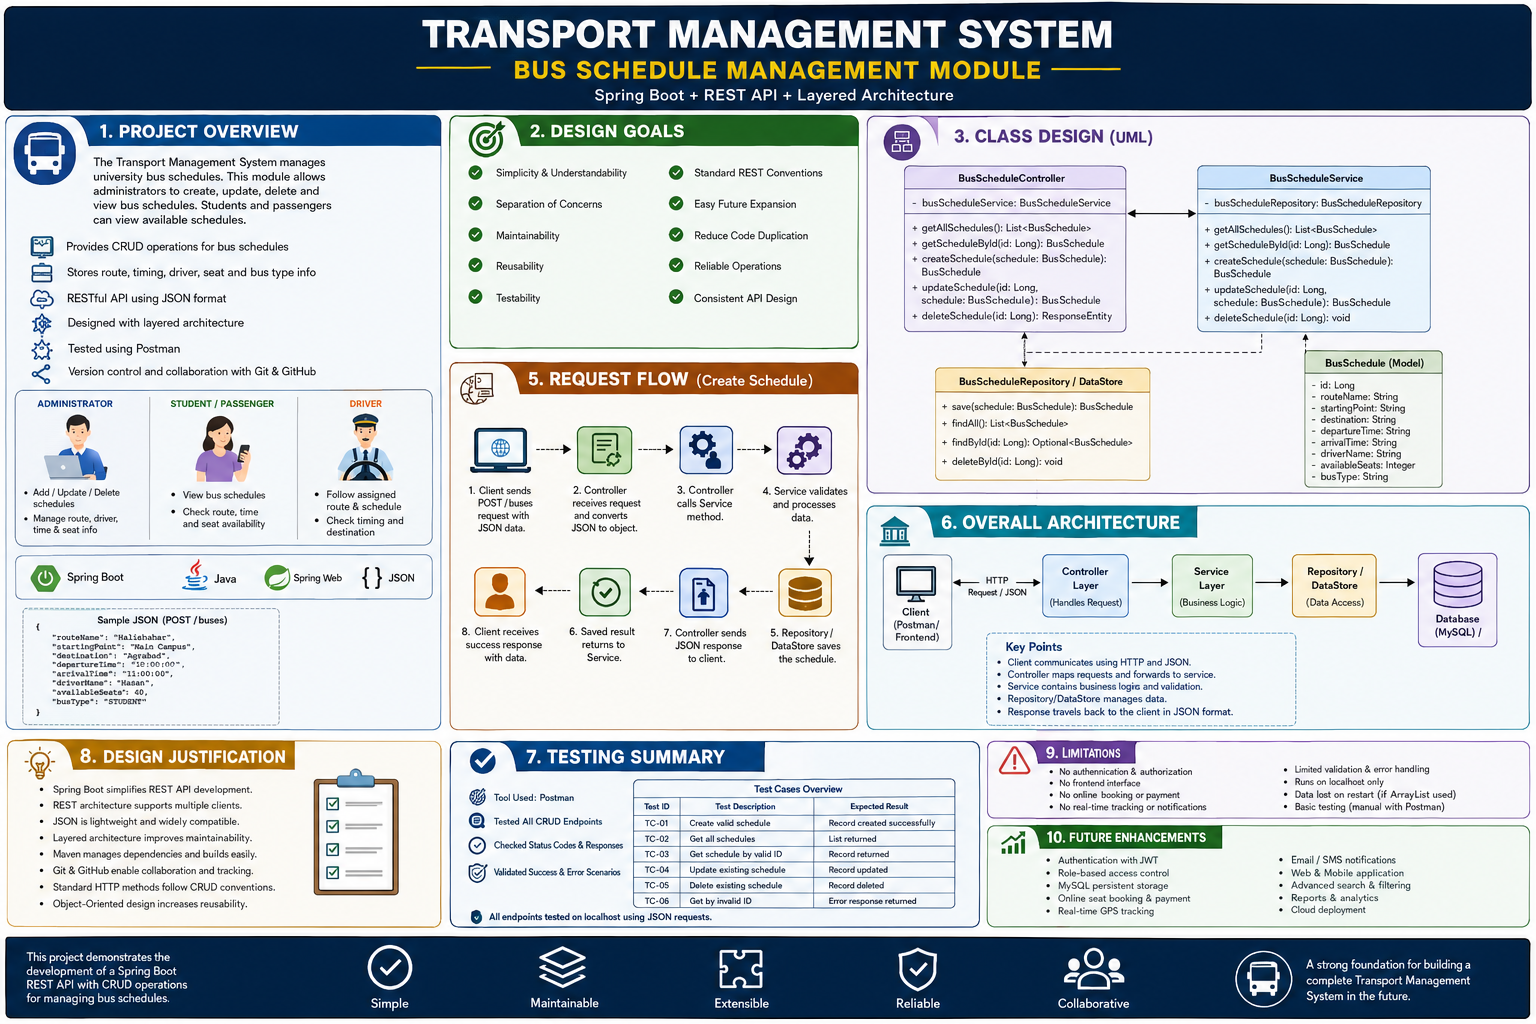 TRANSPORT MANAGEMENT SYSTEM
BUS SCHEDULE MANAGEMENT MODULE
Spring Boot + REST API + Layered Architecture
1. PROJECT OVERVIEW
The Transport Management System manages
university bus schedules. This module allows
administrators to create, update, delete and
view bus schedules. Students and passengers
can view available schedules.
Provides CRUD operations for bus schedules
Stores route, timing, driver, seat and bus type info
RESTful API using JSON format
Designed with layered architecture
Tested using Postman
Version control and collaboration with Git & GitHub
ADMINISTRATOR
• Add / Update / Delete
schedules
• Manage route, driver,
time & seat info
STUDENT / PASSENGER
• View bus schedules
• Check route, time
and seat availability
DRIVER
• Follow assigned
route & schedule
• Check timing and
destination
Spring Boot
Java
Spring Web
{ } JSON
Sample JSON (POST /buses)
{
"routeName": "Halishahar",
"startingPoint": "Main Campus",
"destination": "Agrabad",
"departureTime": "10:00:00",
"arrivalTime": "11:00:00",
"driverName": "Hasan",
"availableSeats": 40,
"busType": "STUDENT"
}
2. DESIGN GOALS
Simplicity & Understandability
Separation of Concerns
Maintainability
Reusability
Testability
Standard REST Conventions
Easy Future Expansion
Reduce Code Duplication
Reliable Operations
Consistent API Design
3. CLASS DESIGN (UML)
BusScheduleController
- busScheduleService: BusScheduleService
+ getAllSchedules(): List<BusSchedule>
+ getScheduleById(id: Long): BusSchedule
+ createSchedule(schedule: BusSchedule):
BusSchedule
+ updateSchedule(id: Long,
schedule: BusSchedule): BusSchedule
+ deleteSchedule(id: Long): ResponseEntity
BusScheduleService
- busScheduleRepository: BusScheduleRepository
+ getAllSchedules(): List<BusSchedule>
+ getScheduleById(id: Long): BusSchedule
+ createSchedule(schedule: BusSchedule):
BusSchedule
+ updateSchedule(id: Long,
schedule: BusSchedule): BusSchedule
+ deleteSchedule(id: Long): void
BusScheduleRepository / DataStore
+ save(schedule: BusSchedule): BusSchedule
+ findAll(): List<BusSchedule>
+ findById(id: Long): Optional<BusSchedule>
+ deleteById(id: Long): void
BusSchedule (Model)
- id: Long
- routeName: String
- startingPoint: String
- destination: String
- departureTime: String
- arrivalTime: String
- driverName: String
- availableSeats: Integer
- busType: String
5. REQUEST FLOW (Create Schedule)
1. Client sends
POST /buses
request with
JSON data.
2. Controller
receives request
and converts
JSON to object.
3. Controller
calls Service
method.
4. Service validates
and processes
data.
8. Client receives
success response
with data.
6. Saved result
returns to
Service.
7. Controller sends
JSON response
to client.
5. Repository /
DataStore saves
the schedule.
6. OVERALL ARCHITECTURE
Client
(Postman/
Frontend)
HTTP
Request / JSON
Controller
Layer
(Handles Request)
Service
Layer
(Business Logic)
Repository /
DataStore
(Data Access)
Database
(MySQL) /
Key Points
• Client communicates using HTTP and JSON.
• Controller maps requests and forwards to service.
• Service contains business logic and validation.
• Repository/DataStore manages data.
• Response travels back to the client in JSON format.
8. DESIGN JUSTIFICATION
• Spring Boot simplifies REST API development.
• REST architecture supports multiple clients.
• JSON is lightweight and widely compatible.
• Layered architecture improves maintainability.
• Maven manages dependencies and builds easily.
• Git & GitHub enable collaboration and tracking.
• Standard HTTP methods follow CRUD conventions.
• Object-Oriented design increases reusability.
7. TESTING SUMMARY
Tool Used: Postman
Tested All CRUD Endpoints
Checked Status Codes & Responses
Validated Success & Error Scenarios
Test Cases Overview
Test ID Test Description Expected Result
TC-01 Create valid schedule Record created successfully
TC-02 Get all schedules List returned
TC-03 Get schedule by valid ID Record returned
TC-04 Update existing schedule Record updated
TC-05 Delete existing schedule Record deleted
TC-06 Get by invalid ID Error response returned
All endpoints tested on localhost using JSON requests.
9. LIMITATIONS
• No authennication & authorization
• No frontend interface
• No online booking or payment
• No real-time tracking or notifications
• Limited validation & error handling
• Runs on localhost only
• Data lost on restart (if ArrayList used)
• Basic testing (manual with Postman)
10. FUTURE ENHANCEMENTS
• Authentication with JWT
• Role-based access control
• MySQL persistent storage
• Online seat booking & payment
• Real-time GPS tracking
• Email / SMS notifications
• Web & Mobile application
• Advanced search & filtering
• Reports & analytics
• Cloud deployment
This project demonstrates the
development of a Spring Boot
REST API with CRUD operations
for managing bus schedules.
Simple
Maintainable
Extensible
Reliable
Collaborative
A strong foundation for building a
complete Transport Management
System in the future.